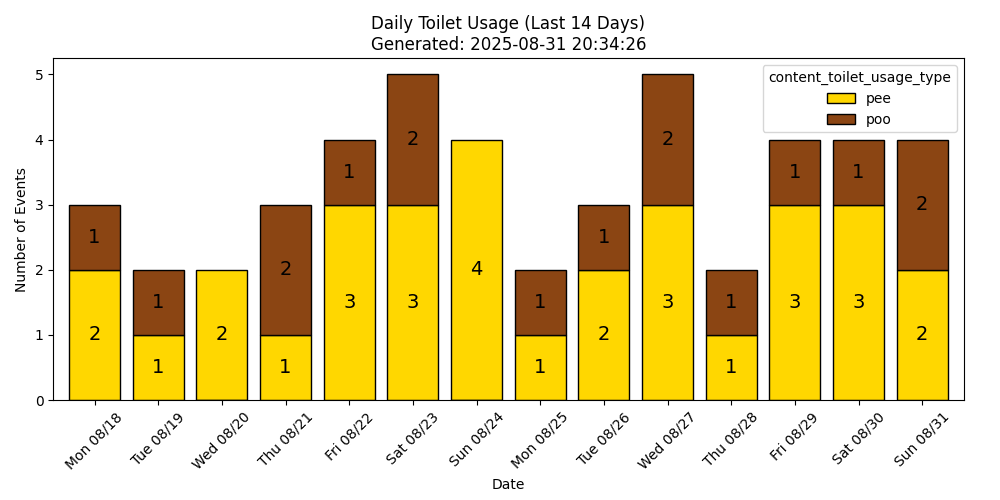 Daily Toilet Usage (Last 14 Days)
Generated: 2025-08-31 20:34:26
content_toilet_usage_type
pee
poo
Number of Events
5
4
3
2
1
0
1
2
1
1
2
2
1
1
3
2
3
4
1
1
1
2
2
3
1
1
1
3
1
3
2
2
Mon 08/18
Tue 08/19
Wed 08/20
Thu 08/21
Fri 08/22
Sat 08/23
Sun 08/24
Mon 08/25
Tue 08/26
Wed 08/27
Thu 08/28
Fri 08/29
Sat 08/30
Sun 08/31
Date